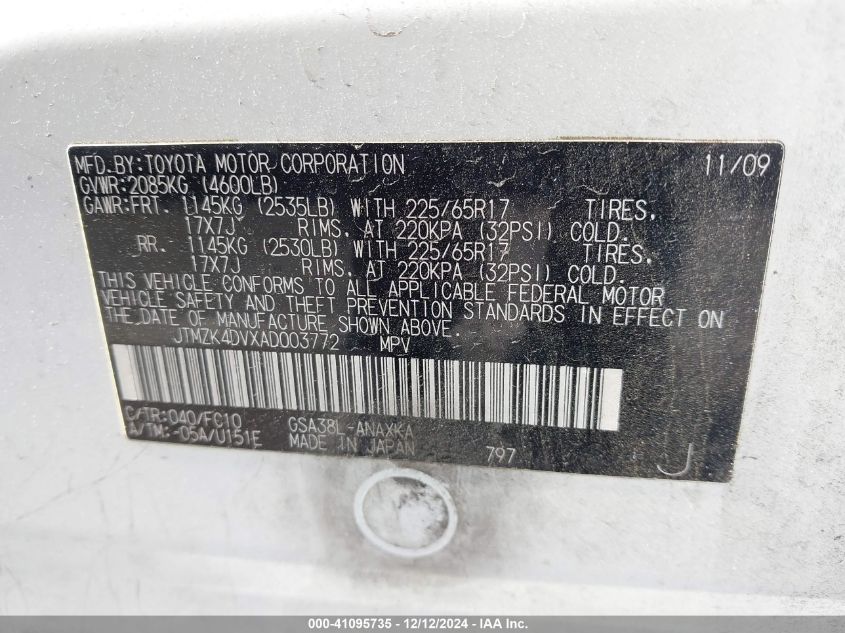 MFD.BY:TOYOTA MOTOR CORPORATION 11/09
GVWR:2085KG (4600LB)
GAWR:FRT. 1145KG (2535LB) WITH 225/65R17 TIRES,
17X7J RIMS, AT 220KPA (32PSI) COLD.
RR. 1145KG (2530LB) WITH 225/65R17 TIRES,
17X7J RIMS, AT 220KPA (32PSI) COLD.
THIS VEHICLE CONFORMS TO ALL APPLICABLE FEDERAL MOTOR
VEHICLE SAFETY AND THEFT PREVENTION STANDARDS IN EFFECT ON
THE DATE OF MANUFACTURE SHOWN ABOVE.
JTMZK4DVXAD003772 MPV
C/TR:040/FC10 GSA38L-ANAXKA
A/TM:-05A/U151E MADE IN JAPAN 797 J
000-41095735 - 12/12/2024 - IAA Inc.